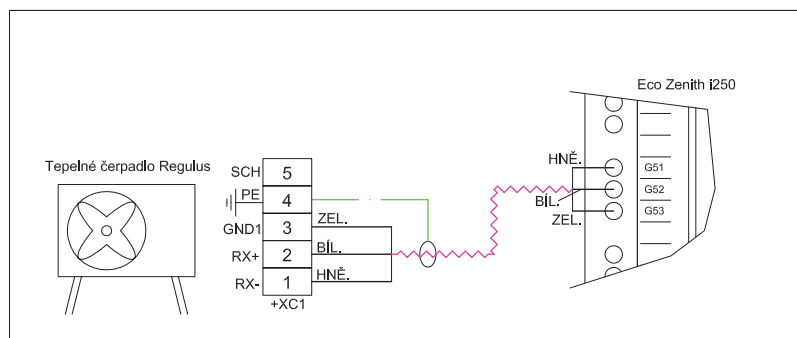 Eco Zenith i250
Tepelné čerpadlo Regulus
SCH 5
PE 4
GND1 3 ZEL.
RX+ 2 BÍL.
RX- 1 HNĚ.
+XC1
HNĚ. G51
BÍL. G52
ZEL. G53